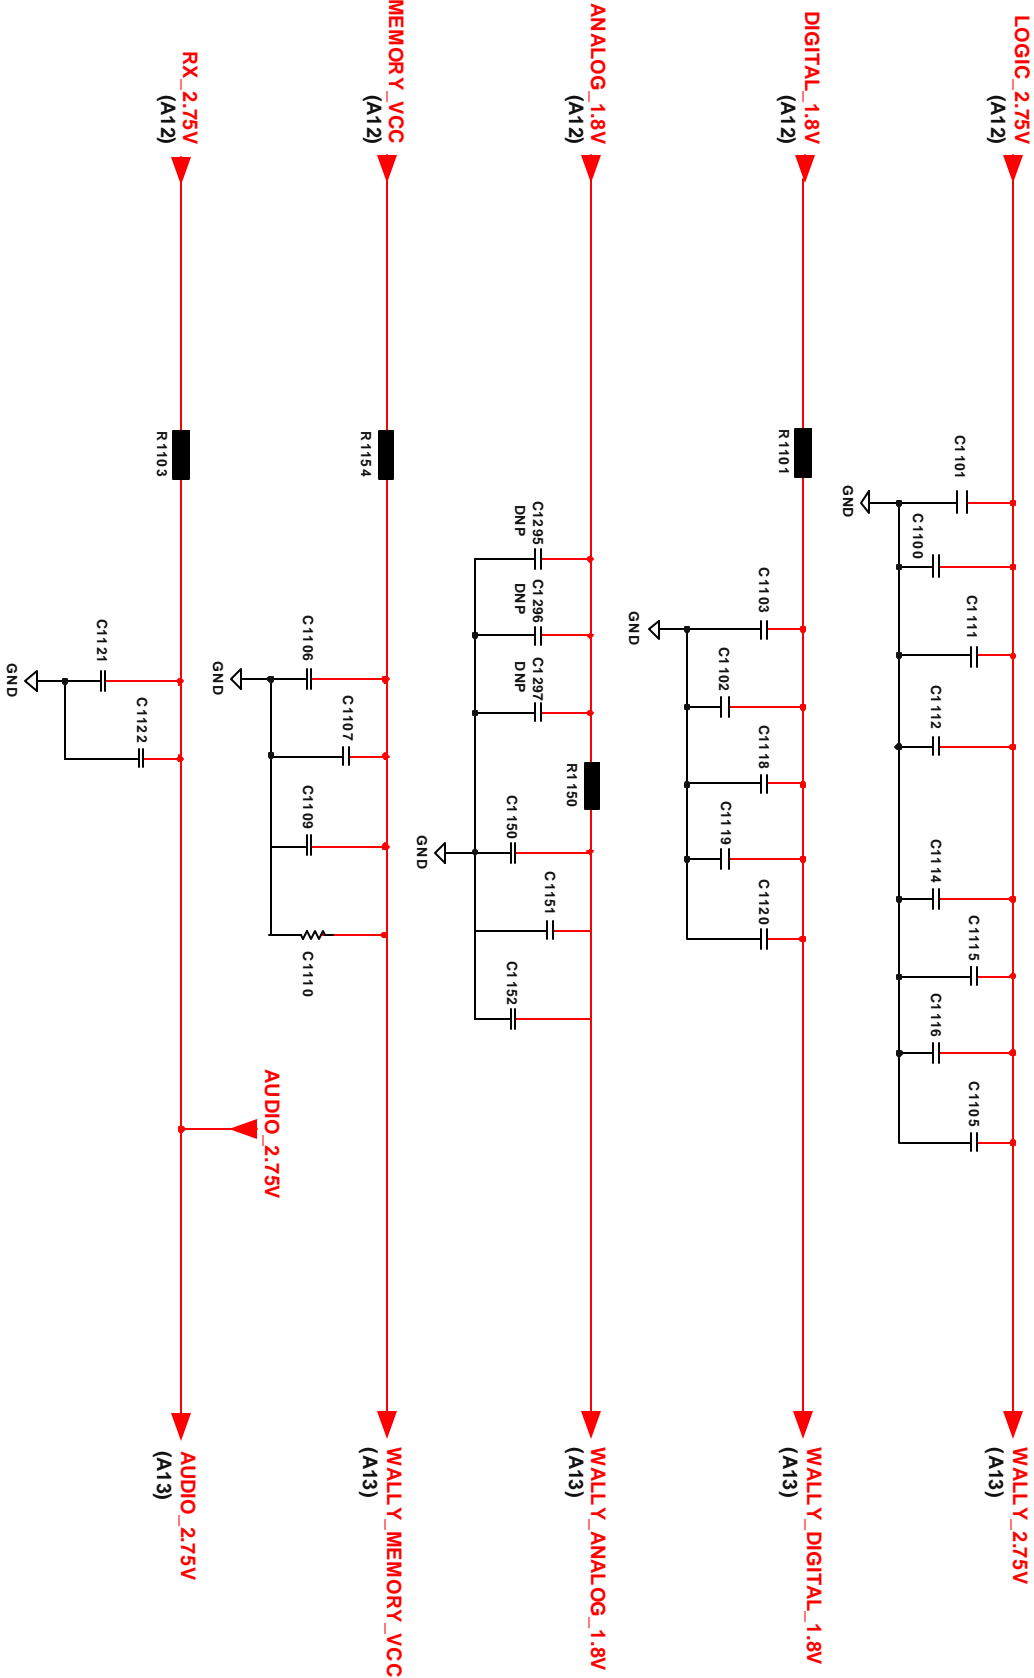 LOGIC_2.75V
(A12)
C1101
C1100
C1111
C1112
C1114
C1115
C1116
C1105
GND
WALLY_2.75V
(A13)
DIGITAL_1.8V
(A12)
R1101
C1103
C1102
C1118
C1119
C1120
GND
WALLY_DIGITAL_1.8V
(A13)
ANALOG_1.8V
(A12)
C1295
DNP
C1296
DNP
C1297
DNP
R1150
C1150
C1151
C1152
GND
WALLY_ANALOG_1.8V
(A13)
MEMORY_VCC
(A12)
R1154
C1106
C1107
C1109
C1110
GND
WALLY_MEMORY_VCC
(A13)
RX_2.75V
(A12)
R1103
C1121
C1122
GND
AUDIO_2.75V
AUDIO_2.75V
(A13)